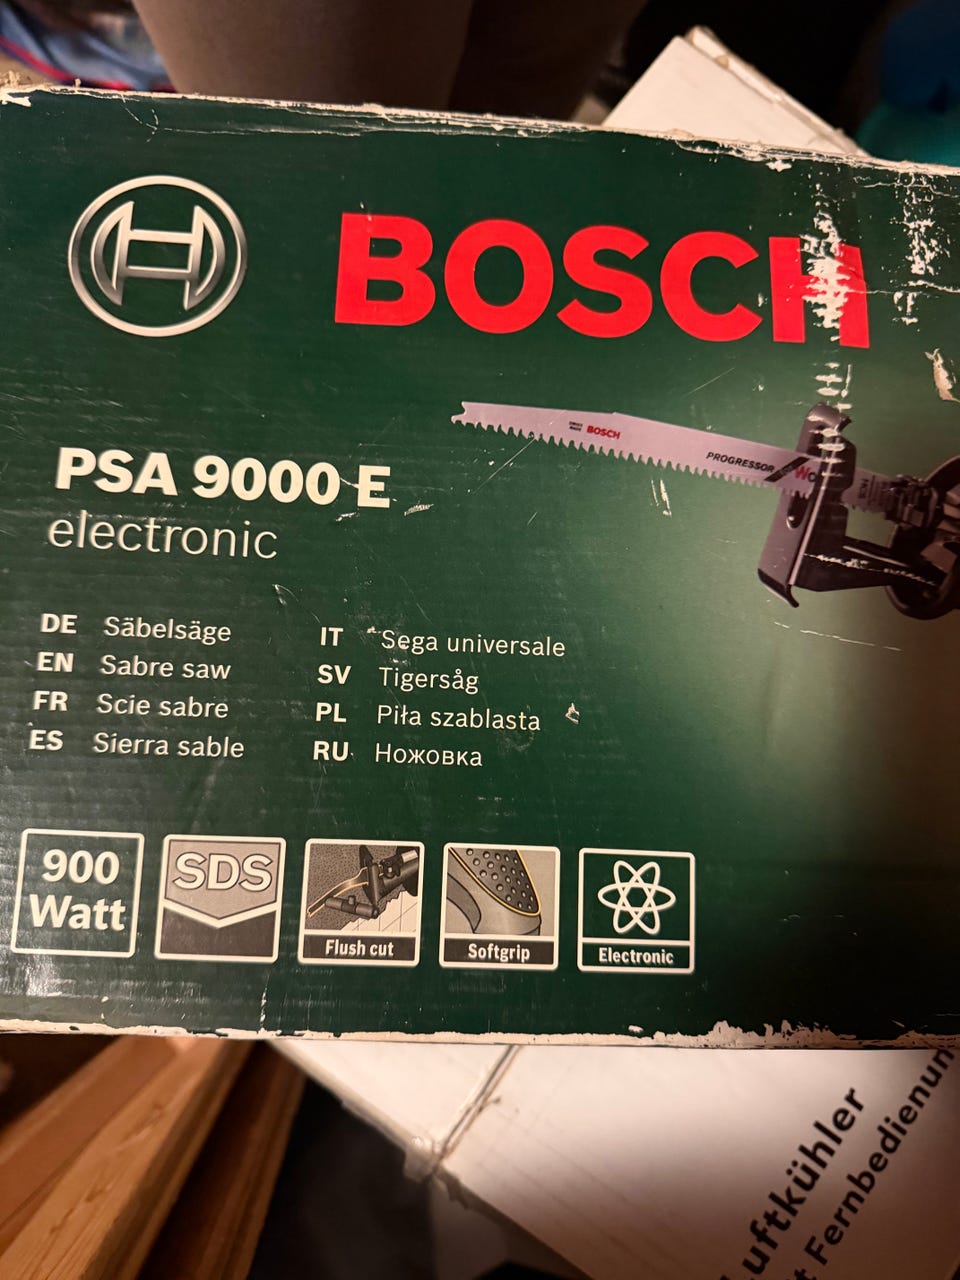 BOSCH
BOSCH
PROGRESSOR
PSA 9000 E
electronic
DE Säbelsäge
EN Sabre saw
FR Scie sabre
ES Sierra sable
IT Sega universale
SV Tigersåg
PL Piła szablasta
RU Ножовка
900
Watt
SDS
Flush cut
Softgrip
Electronic
Luftkühler
Fernbedienun